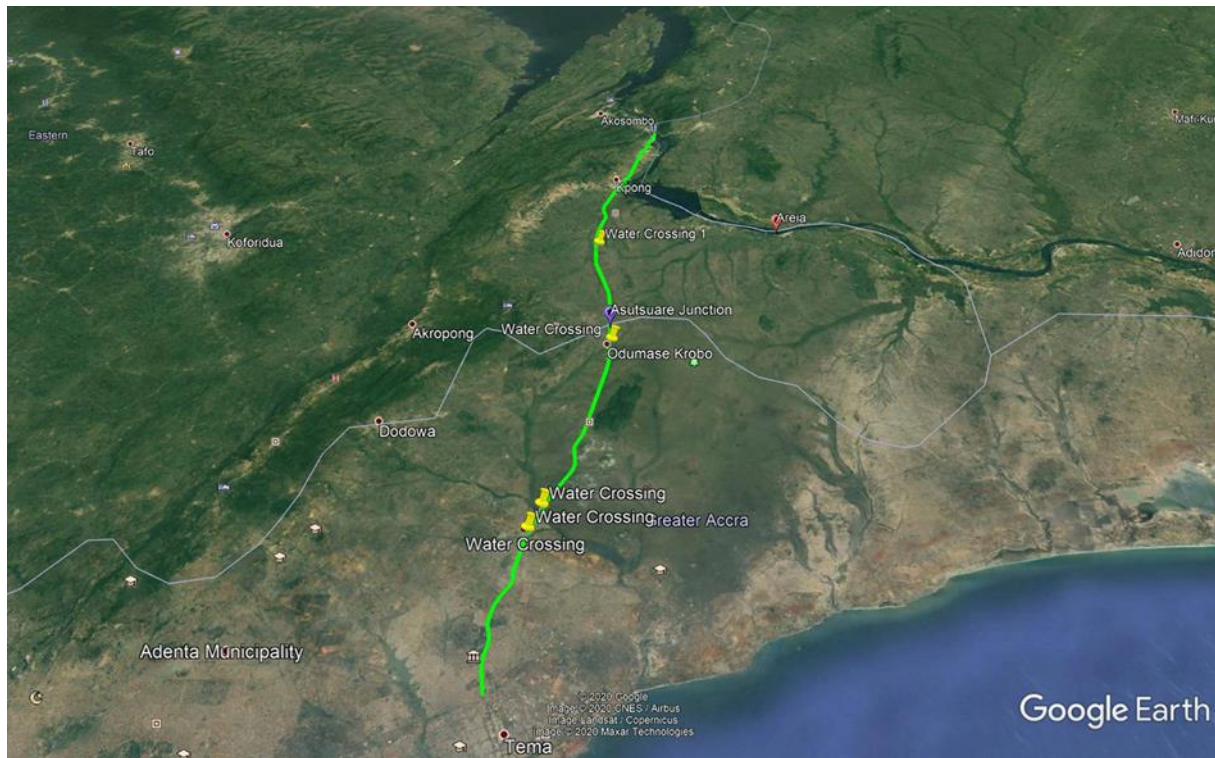 Akosombo
Mafi-Ku
Eastern
Tafo
Kpong
Areia
Koforidua
Water Crossing 1
Adidor
Asutsuare Junction
Akropong
Water Crossing
Odumase Krobo
Dodowa
Water Crossing
Water Crossing
Greater Accra
Water Crossing
Adenta Municipality
© 2020 Google
Image © 2020 CNES / Airbus
Image Landsat / Copernicus
Image © 2020 Maxar Technologies
Google Earth
Tema